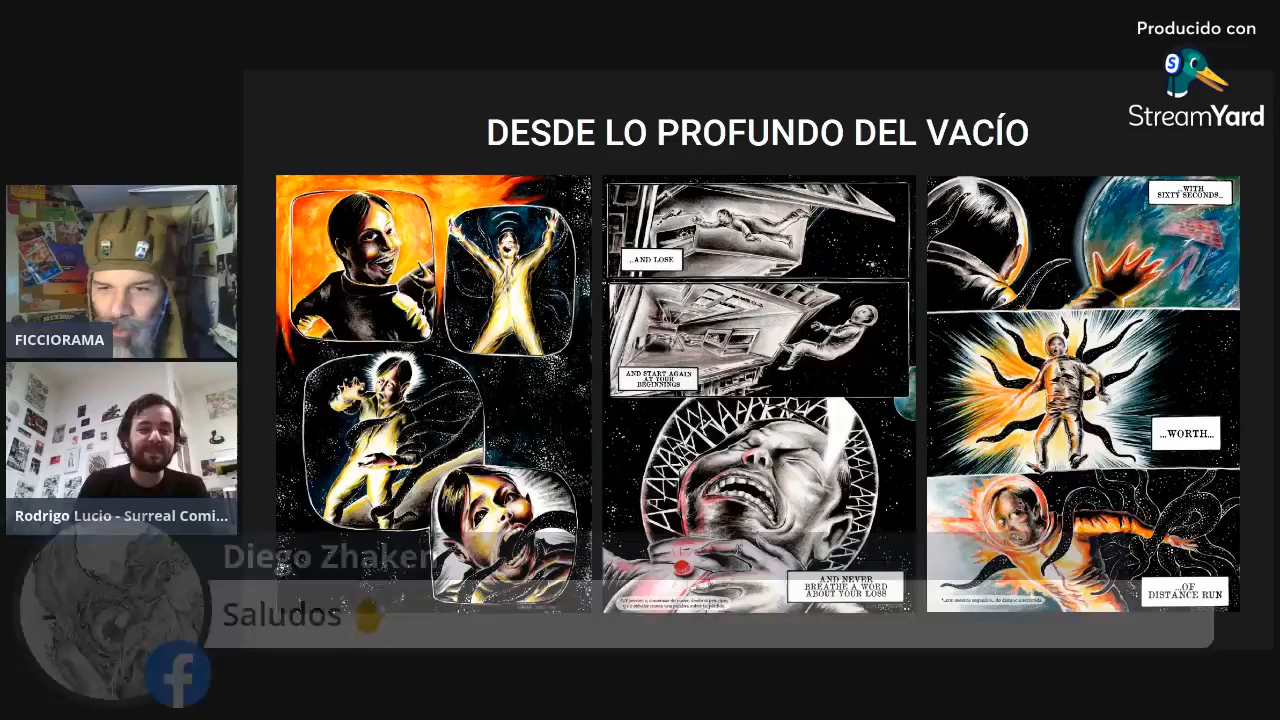 Producido con
StreamYard
DESDE LO PROFUNDO DEL VACÍO
FICCIORAMA
Rodrigo Lucio - Surreal Comi...
..AND LOSE
AND START AGAIN
AT YOUR
BEGINNINGS
AND NEVER
BREATHE A WORD
ABOUT YOUR LOSS
...WITH
SIXTY SECONDS...
...WORTH...
...OF
DISTANCE RUN
Diego Zhaken
Saludos ✋